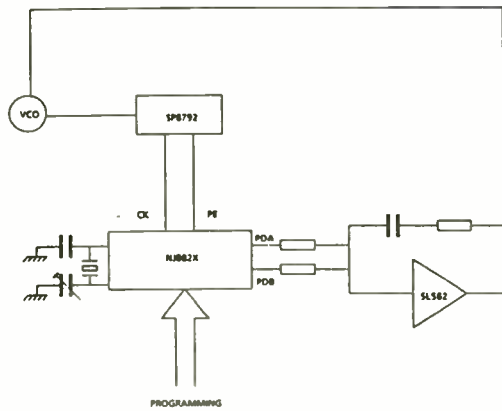 VCO
SP8792
CK
PE
NJ882X
PDA
PDB
SL562
PROGRAMMING